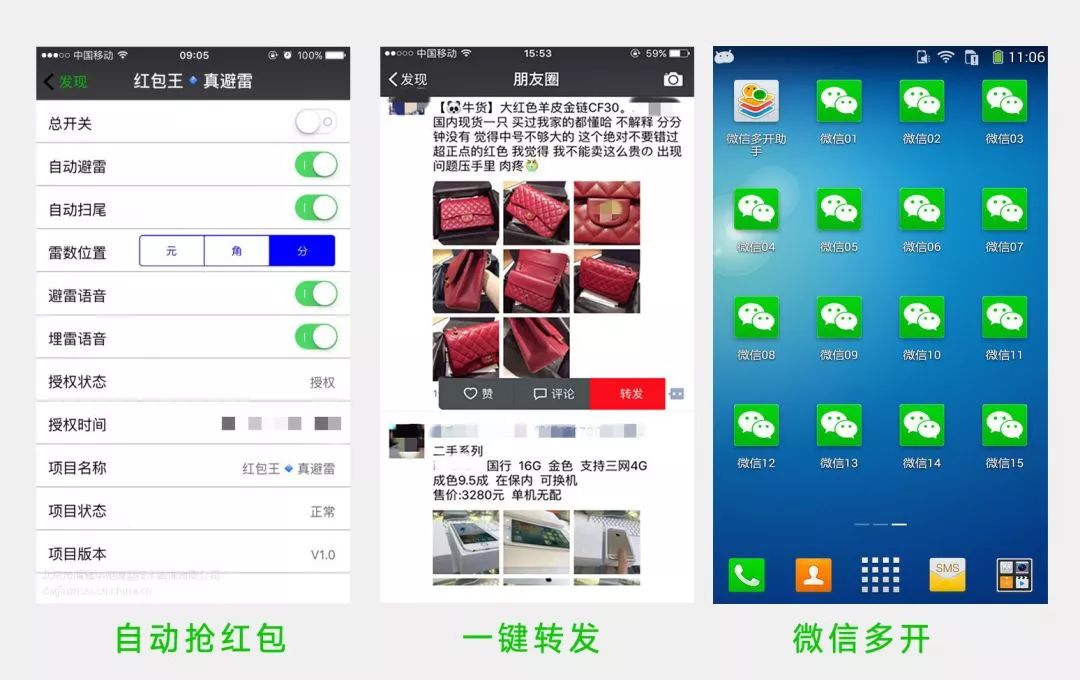 中国移动 09:05 100%
发现 红包王🔹真避雷
总开关
自动避雷
自动扫尾
雷数位置 元 角 分
避雷语音
埋雷语音
授权状态 授权
授权时间
项目名称 红包王🔹真避雷
项目状态 正常
项目版本 V1.0
自动抢红包
中国移动 15:53 59%
发现 朋友圈
【🐼牛货】大红色羊皮金链CF30。
国内现货一只 买过我家的都懂哈 不解释 分分
钟没有 觉得中号不够大的 这个绝对不要错过
超正点的红色 我觉得 我不能卖这么贵の 出现
问题压手里 肉疼
赞 评论 转发
二手系列
国行 16G 金色 支持三网4G
成色9.5成 在保内 可换机
售价:3280元 单机无配
一键转发
11:06
微信多开助
手
微信01 微信02 微信03
微信04 微信05 微信06 微信07
微信08 微信09 微信10 微信11
微信12 微信13 微信14 微信15
SMS
微信多开